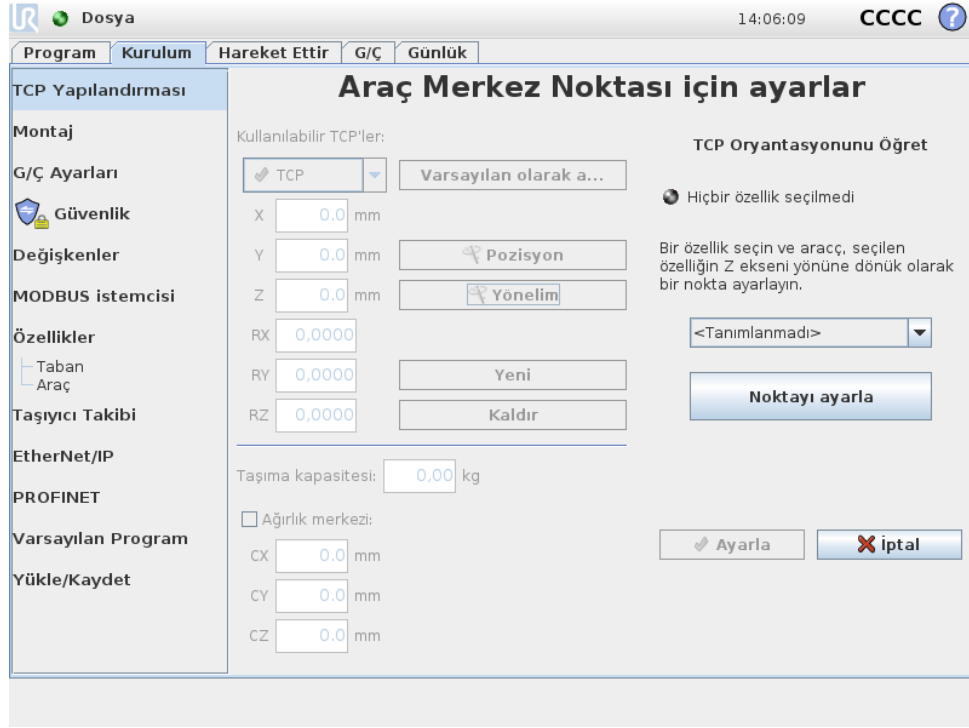 UR
Dosya
14:06:09
CCCC
?
Program
Kurulum
Hareket Ettir
G/Ç
Günlük
TCP Yapılandırması
Montaj
G/Ç Ayarları
Güvenlik
Değişkenler
MODBUS istemcisi
Özellikler
Taban
Araç
Taşıyıcı Takibi
EtherNet/IP
PROFINET
Varsayılan Program
Yükle/Kaydet
Araç Merkez Noktası için ayarlar
Kullanılabilir TCP'ler:
TCP
Varsayılan olarak a...
X 0.0 mm
Y 0.0 mm
Pozisyon
Z 0.0 mm
Yönelim
RX 0,0000
RY 0,0000
Yeni
RZ 0,0000
Kaldır
Taşıma kapasitesi: 0,00 kg
Ağırlık merkezi:
CX 0.0 mm
CY 0.0 mm
CZ 0.0 mm
TCP Oryantasyonunu Öğret
Hiçbir özellik seçilmedi
Bir özellik seçin ve aracç, seçilen
özelliğin Z ekseni yönüne dönük olarak
bir nokta ayarlayın.
<Tanımlanmadı>
Noktayı ayarla
Ayarla
İptal